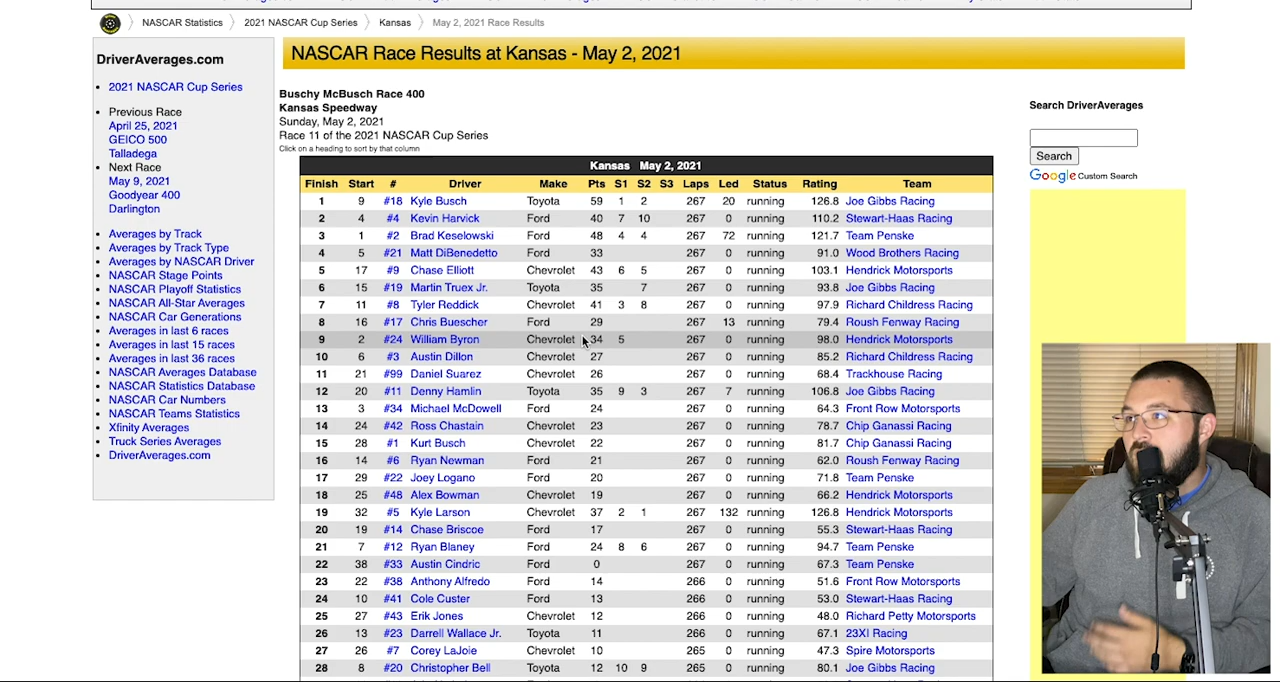 NASCAR Statistics 2021 NASCAR Cup Series Kansas May 2, 2021 Race Results
DriverAverages.com
2021 NASCAR Cup Series
Previous Race
April 25, 2021
GEICO 500
Talladega
Next Race
May 9, 2021
Goodyear 400
Darlington
Averages by Track
Averages by Track Type
Averages by NASCAR Driver
NASCAR Stage Points
NASCAR Playoff Statistics
NASCAR All-Star Averages
NASCAR Car Generations
Averages in last 6 races
Averages in last 15 races
Averages in last 36 races
NASCAR Averages Database
NASCAR Statistics Database
NASCAR Car Numbers
NASCAR Teams Statistics
Xfinity Averages
Truck Series Averages
DriverAverages.com
NASCAR Race Results at Kansas - May 2, 2021
Buschy McBusch Race 400
Kansas Speedway
Sunday, May 2, 2021
Race 11 of the 2021 NASCAR Cup Series
Click on a heading to sort by that column
Kansas May 2, 2021
Finish Start # Driver Make Pts S1 S2 S3 Laps Led Status Rating Team
1 9 #18 Kyle Busch Toyota 59 1 2 267 20 running 126.8 Joe Gibbs Racing
2 4 #4 Kevin Harvick Ford 40 7 10 267 0 running 110.2 Stewart-Haas Racing
3 1 #2 Brad Keselowski Ford 48 4 4 267 72 running 121.7 Team Penske
4 5 #21 Matt DiBenedetto Ford 33 267 0 running 91.0 Wood Brothers Racing
5 17 #9 Chase Elliott Chevrolet 43 6 5 267 0 running 103.1 Hendrick Motorsports
6 15 #19 Martin Truex Jr. Toyota 35 7 267 0 running 93.8 Joe Gibbs Racing
7 11 #8 Tyler Reddick Chevrolet 41 3 8 267 0 running 97.9 Richard Childress Racing
8 16 #17 Chris Buescher Ford 29 267 13 running 79.4 Roush Fenway Racing
9 2 #24 William Byron Chevrolet 34 5 267 0 running 98.0 Hendrick Motorsports
10 6 #3 Austin Dillon Chevrolet 27 267 0 running 85.2 Richard Childress Racing
11 21 #99 Daniel Suarez Chevrolet 26 267 0 running 68.4 Trackhouse Racing
12 20 #11 Denny Hamlin Toyota 35 9 3 267 7 running 106.8 Joe Gibbs Racing
13 3 #34 Michael McDowell Ford 24 267 0 running 64.3 Front Row Motorsports
14 24 #42 Ross Chastain Chevrolet 23 267 0 running 78.7 Chip Ganassi Racing
15 28 #1 Kurt Busch Chevrolet 22 267 0 running 81.7 Chip Ganassi Racing
16 14 #6 Ryan Newman Ford 21 267 0 running 62.0 Roush Fenway Racing
17 29 #22 Joey Logano Ford 20 267 0 running 71.8 Team Penske
18 25 #48 Alex Bowman Chevrolet 19 267 0 running 66.2 Hendrick Motorsports
19 32 #5 Kyle Larson Chevrolet 37 2 1 267 132 running 126.8 Hendrick Motorsports
20 19 #14 Chase Briscoe Ford 17 267 0 running 55.3 Stewart-Haas Racing
21 7 #12 Ryan Blaney Ford 24 8 6 267 0 running 94.7 Team Penske
22 38 #33 Austin Cindric Ford 0 267 0 running 67.3 Team Penske
23 22 #38 Anthony Alfredo Ford 14 266 0 running 51.6 Front Row Motorsports
24 10 #41 Cole Custer Ford 13 266 0 running 53.0 Stewart-Haas Racing
25 27 #43 Erik Jones Chevrolet 12 266 0 running 48.0 Richard Petty Motorsports
26 13 #23 Darrell Wallace Jr. Toyota 11 266 0 running 67.1 23XI Racing
27 26 #7 Corey LaJoie Chevrolet 10 265 0 running 47.3 Spire Motorsports
28 8 #20 Christopher Bell Toyota 12 10 9 265 0 running 80.1 Joe Gibbs Racing
Search DriverAverages
Search
Google Custom Search